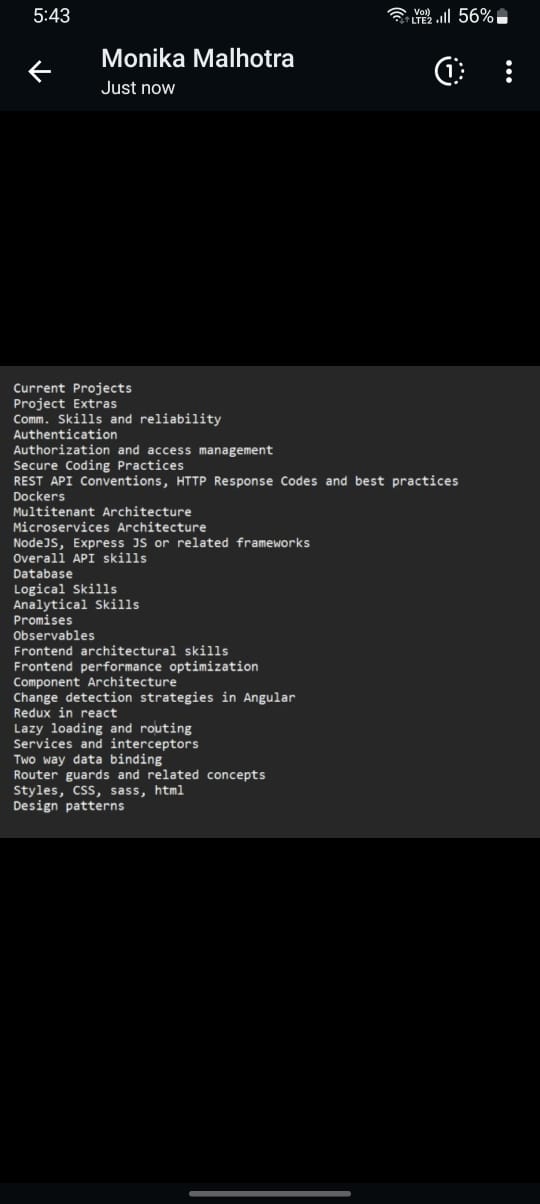 5:43
Vo)) LTE2 56%
Monika Malhotra
Just now
1
Current Projects
Project Extras
Comm. Skills and reliability
Authentication
Authorization and access management
Secure Coding Practices
REST API Conventions, HTTP Response Codes and best practices
Dockers
Multitenant Architecture
Microservices Architecture
NodeJS, Express JS or related frameworks
Overall API skills
Database
Logical Skills
Analytical Skills
Promises
Observables
Frontend architectural skills
Frontend performance optimization
Component Architecture
Change detection strategies in Angular
Redux in react
Lazy loading and routing
Services and interceptors
Two way data binding
Router guards and related concepts
Styles, CSS, sass, html
Design patterns